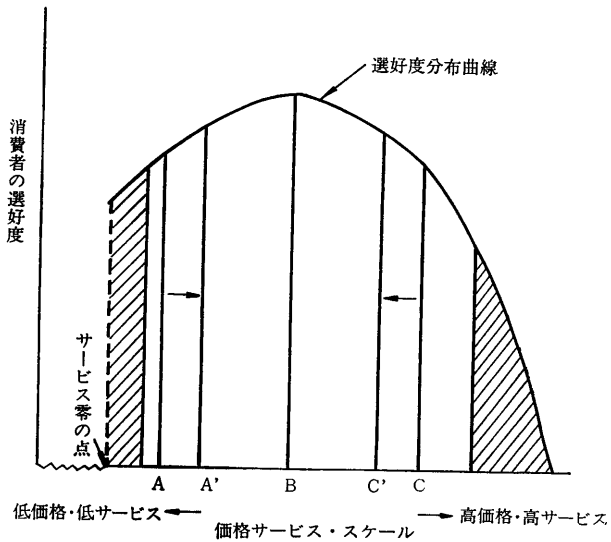 選好度分布曲線
消費者の選好度
サービス零の点
A
A'
B
C'
C
低価格・低サービス
価格サービス・スケール
高価格・高サービス